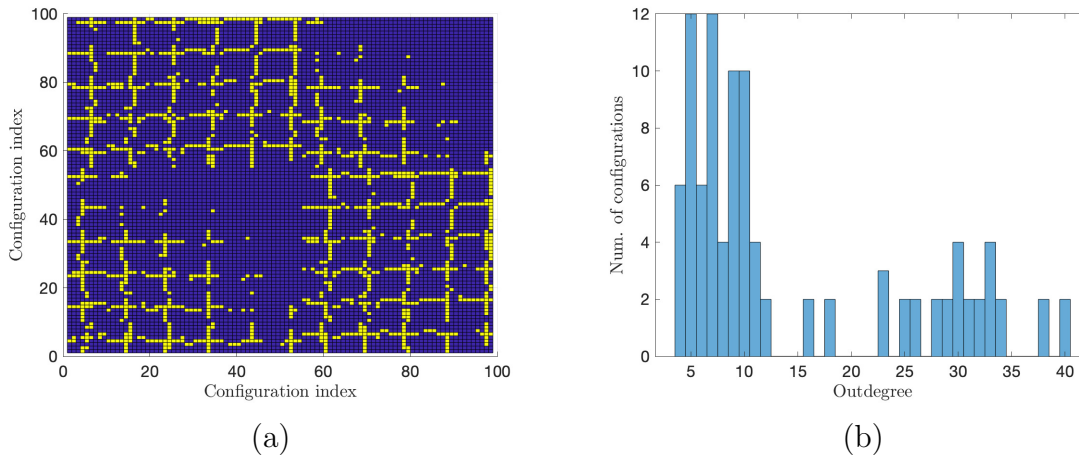 100
80
60
40
20
0
Configuration index
0 20 40 60 80 100
Configuration index
(a)
12
10
8
6
4
2
0
Num. of configurations
5 10 15 20 25 30 35 40
Outdegree
(b)